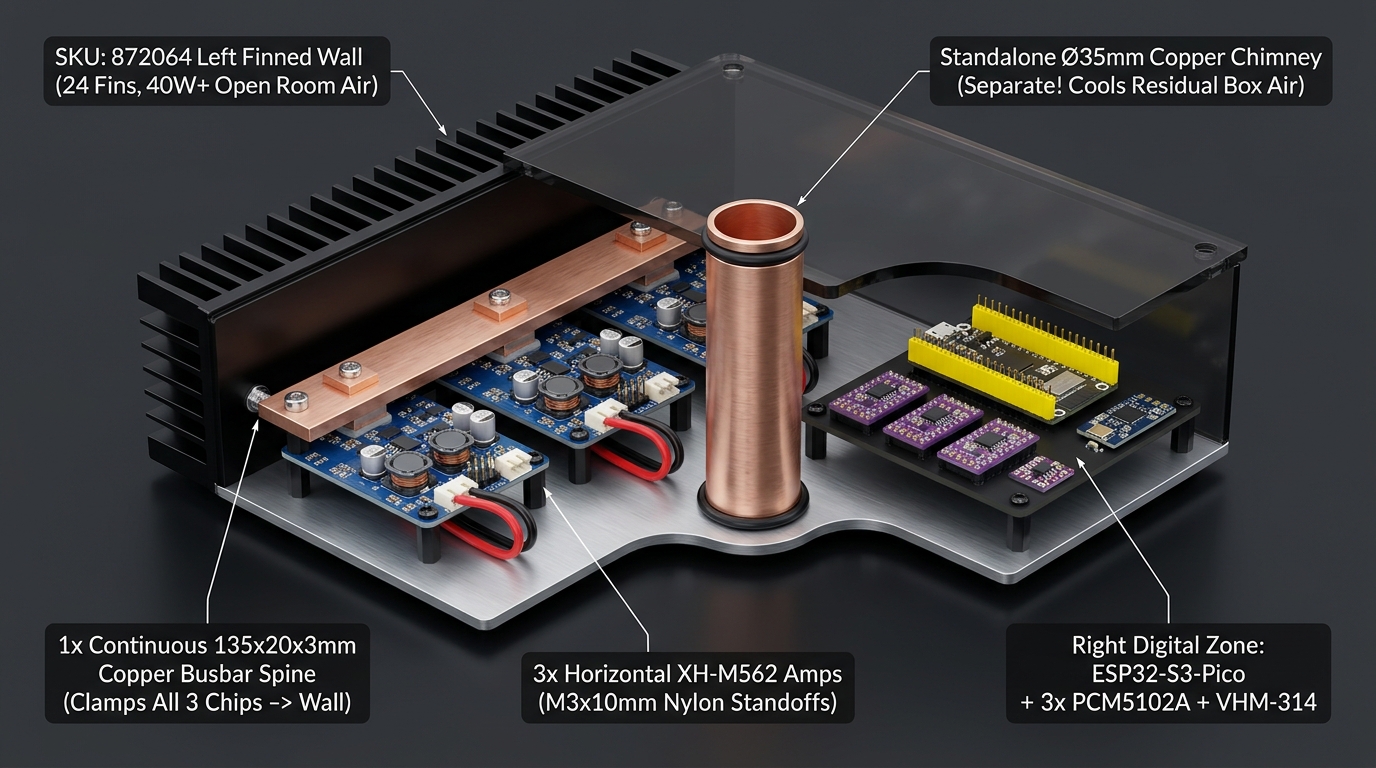 SKU: 872064 Left Finned Wall
(24 Fins, 40W+ Open Room Air)
Standalone Ø35mm Copper Chimney
(Separate! Cools Residual Box Air)
1x Continuous 135x20x3mm
Copper Busbar Spine
(Clamps All 3 Chips –> Wall)
3x Horizontal XH-M562 Amps
(M3x10mm Nylon Standoffs)
Right Digital Zone:
ESP32-S3-Pico
+ 3x PCM5102A + VHM-314